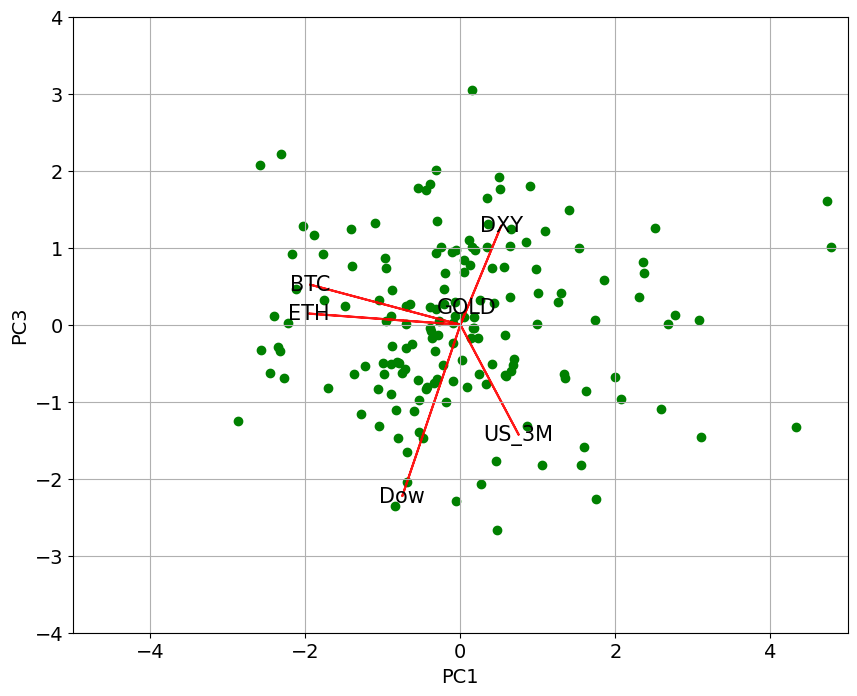 4
3
2
1
0
−1
−2
−3
−4
PC3
DXY
BTC
GOLD
ETH
US_3M
Dow
−4 −2 0 2 4
PC1